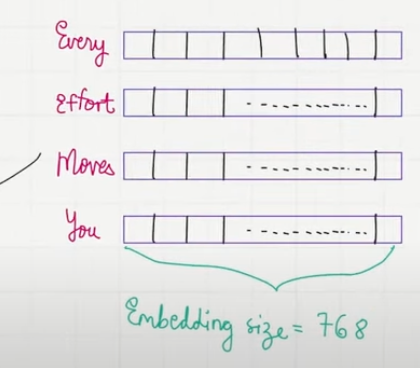 Every
Effort
Moves
You
Embedding size = 768